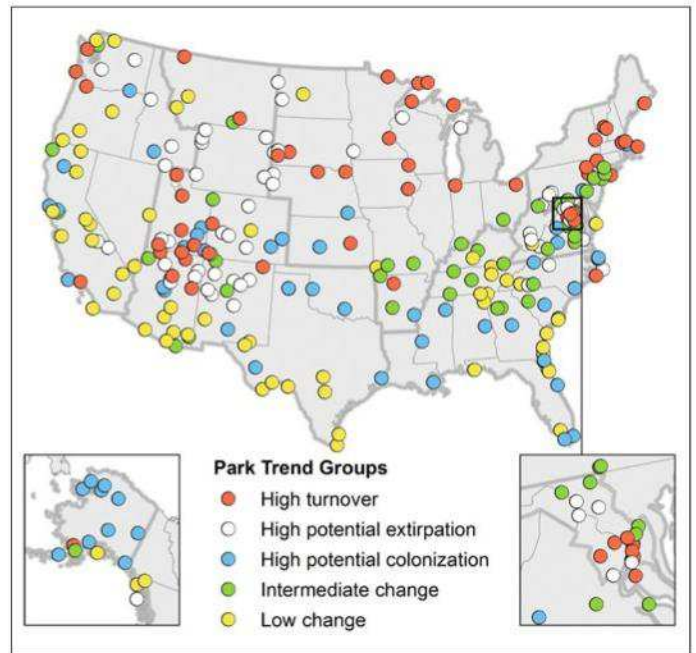 Park Trend Groups
High turnover
High potential extirpation
High potential colonization
Intermediate change
Low change